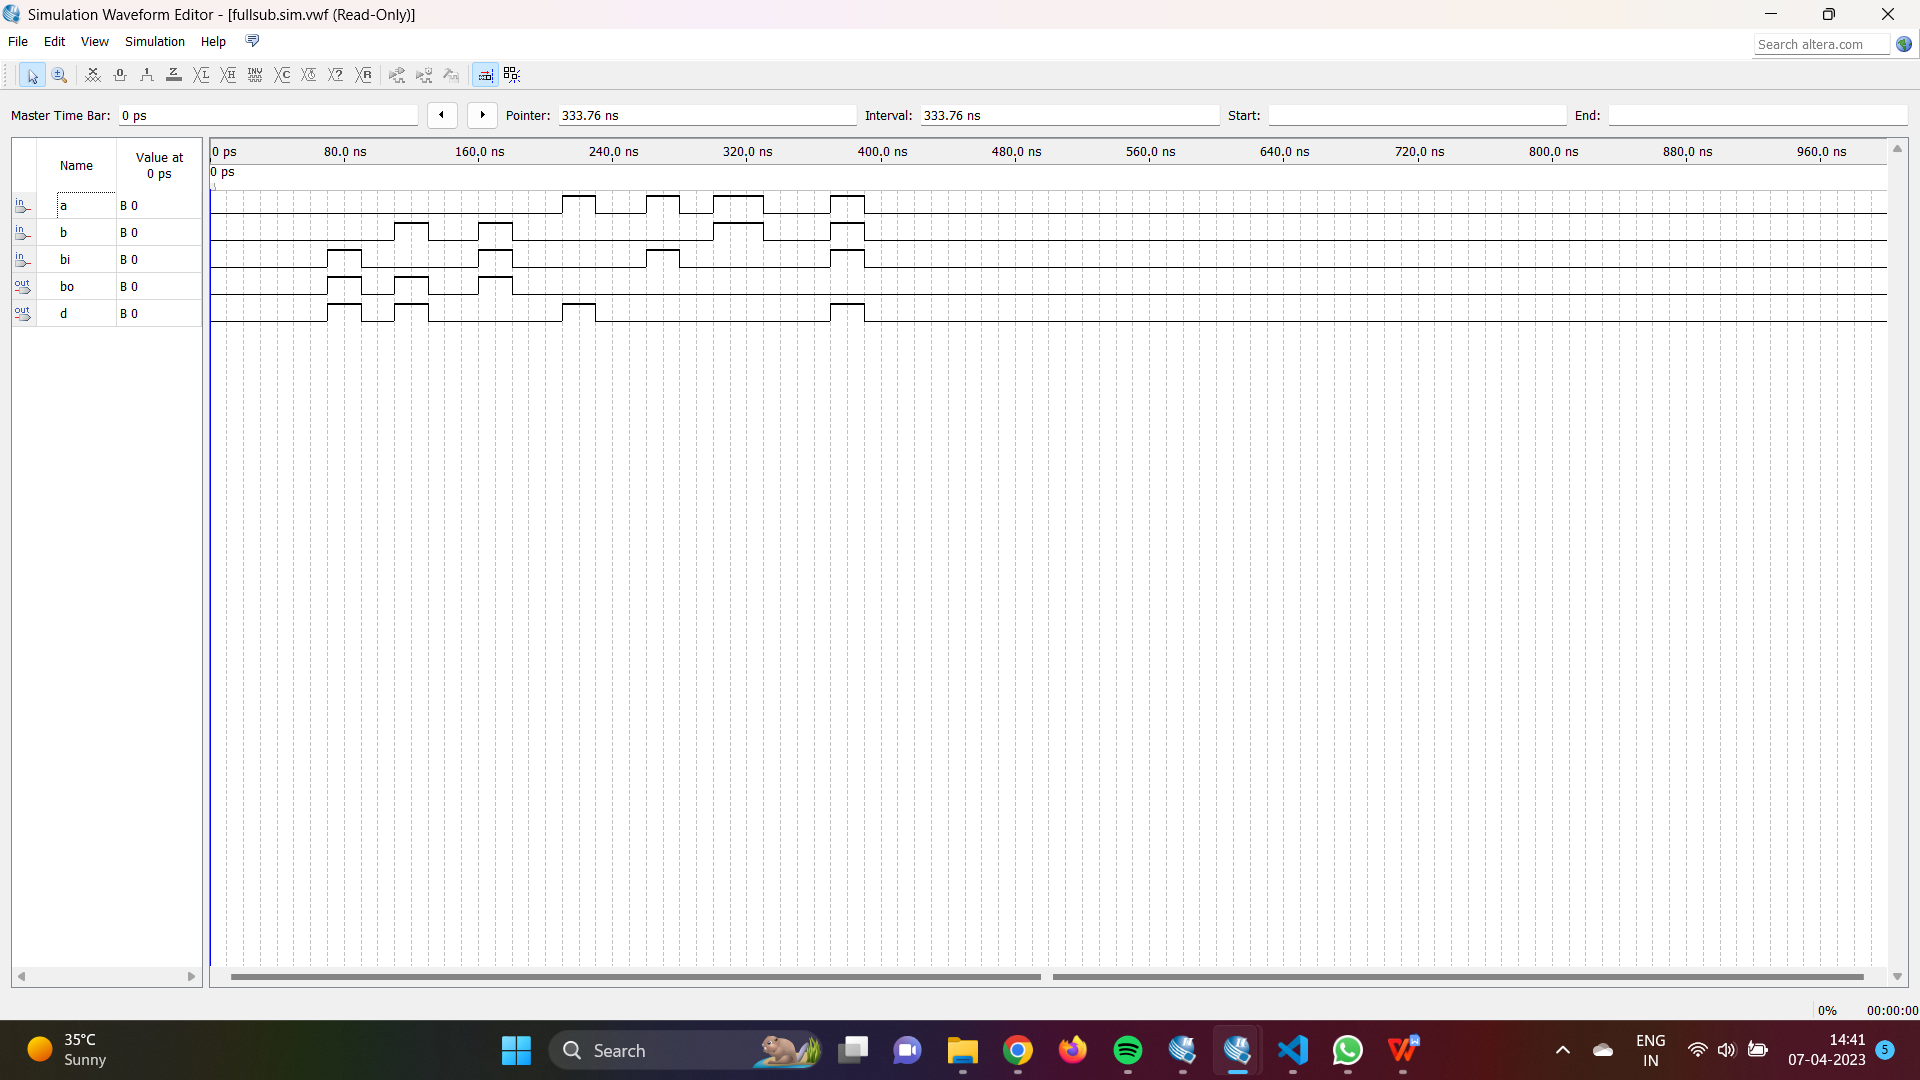 Simulation Waveform Editor - [fullsub.sim.vwf (Read-Only)]
File Edit View Simulation Help
Search altera.com
Master Time Bar: 0 ps Pointer: 333.76 ns Interval: 333.76 ns Start: End:
Name Value at 0 ps
0 ps 80.0 ns 160.0 ns 240.0 ns 320.0 ns 400.0 ns 480.0 ns 560.0 ns 640.0 ns 720.0 ns 800.0 ns 880.0 ns 960.0 ns
0 ps
in a B 0
in b B 0
in bi B 0
out bo B 0
out d B 0
0% 00:00:00
35°C
Sunny
Search
ENG
IN
14:41
07-04-2023
5